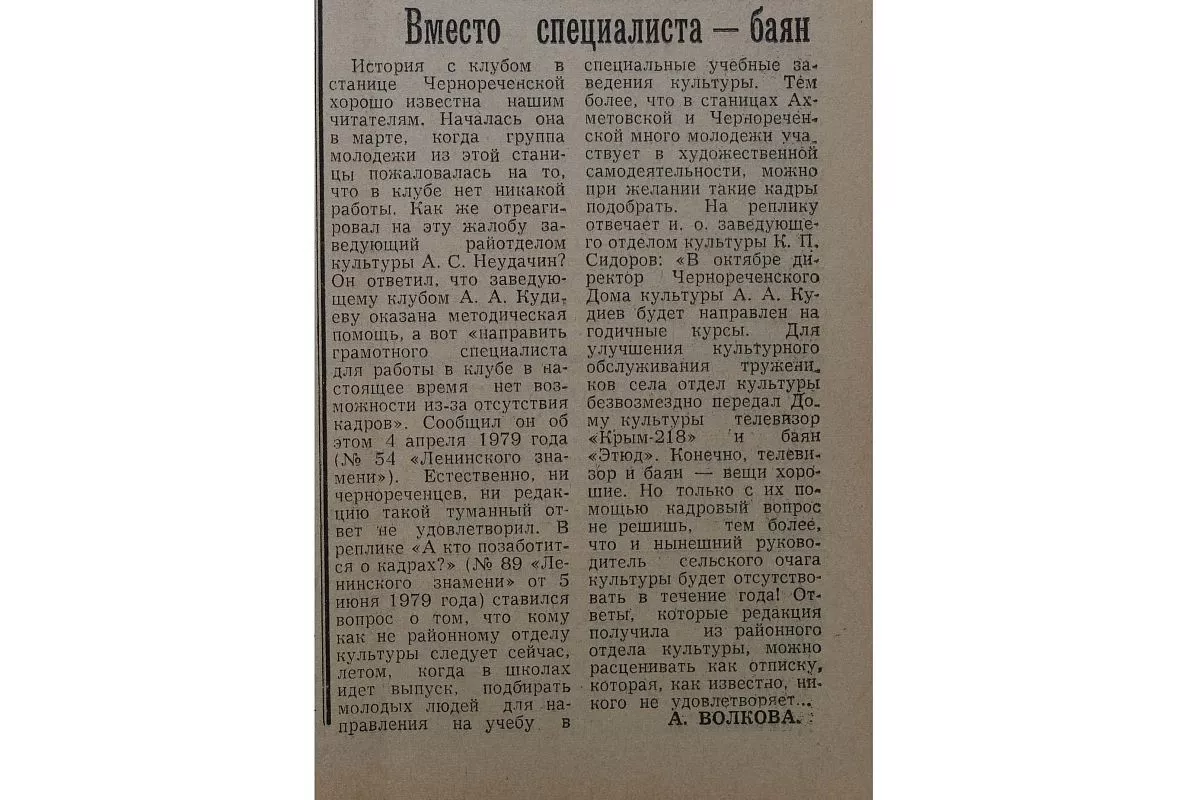 Вместо специалиста — баян
История с клубом в
станице Чернореченской
хорошо известна нашим
читателям. Началась она
в марте, когда группа
молодежи из этой стани-
цы пожаловалась на то,
что в клубе нет никакой
работы. Как же отреаги-
ровал на эту жалобу за-
ведующий райотделом
культуры А. С. Неудачин?
Он ответил, что заведую-
щему клубом А. А. Куди-
еву оказана методическая
помощь, а вот «направить
грамотного специалиста
для работы в клубе в на-
стоящее время нет воз-
можности из-за отсутствия
кадров». Сообщил он об
этом 4 апреля 1979 года
(№ 54 «Ленинского зна-
мени»). Естественно, ни
чернореченцев, ни редак-
цию такой туманный от-
вет не удовлетворил. В
реплике «А кто позаботит-
ся о кадрах?» (№ 89 «Ле-
нинского знамени» от 5
июня 1979 года) ставился
вопрос о том, что кому
как не районному отделу
культуры следует сейчас,
летом, когда в школах
идет выпуск, подбирать
молодых людей для на-
правления на учебу в
специальные учебные за-
ведения культуры. Тем
более, что в станицах Ах-
метовской и Черноречен-
ской много молодежи уча-
ствует в художественной
самодеятельности, можно
при желании такие кадры
подобрать. На реплику
отвечает и. о. заведующе-
го отделом культуры К. П.
Сидоров: «В октябре ди-
ректор Чернореченского
Дома культуры А. А. Ку-
диев будет направлен на
годичные курсы. Для
улучшения культурного
обслуживания тружени-
ков села отдел культуры
безвозмездно передал До-
му культуры телевизор
«Крым-218» и баян
«Этюд». Конечно, телеви-
зор и баян — вещи хоро-
шие. Но только с их по-
мощью кадровый вопрос
не решишь, тем более,
что и нынешний руково-
дитель сельского очага
культуры будет отсутство-
вать в течение года! От-
веты, которые редакция
получила из районного
отдела культуры, можно
расценивать как отписку,
которая, как известно, ни-
кого не удовлетворяет...
А. ВОЛКОВА.